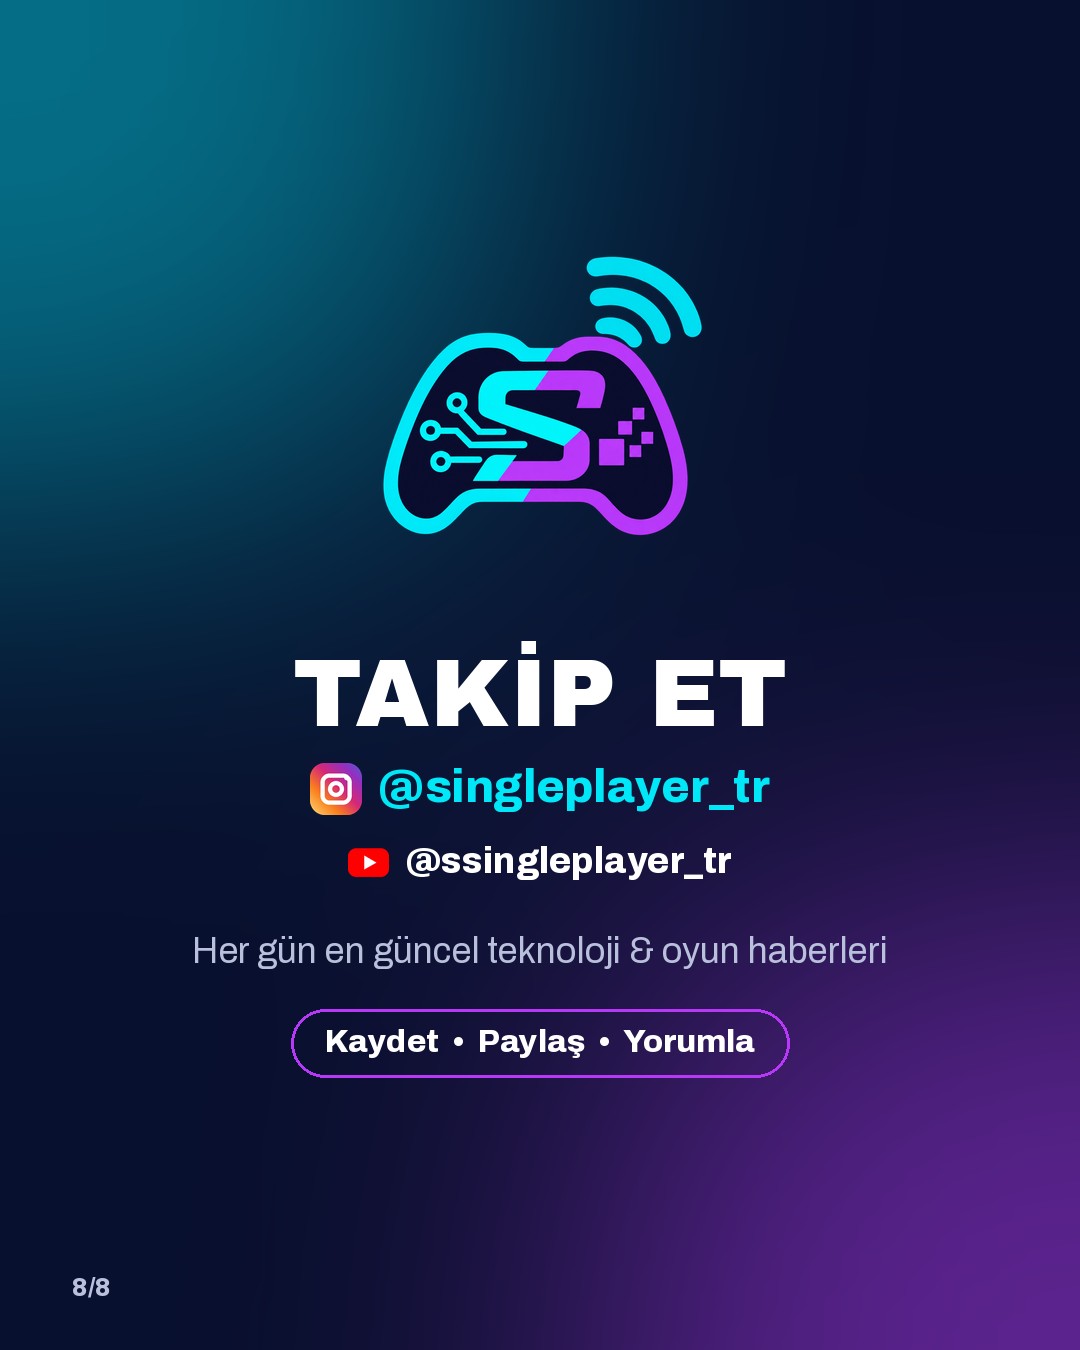 S
TAKİP ET
@singleplayer_tr
@ssingleplayer_tr
Her gün en güncel teknoloji & oyun haberleri
Kaydet • Paylaş • Yorumla
8/8